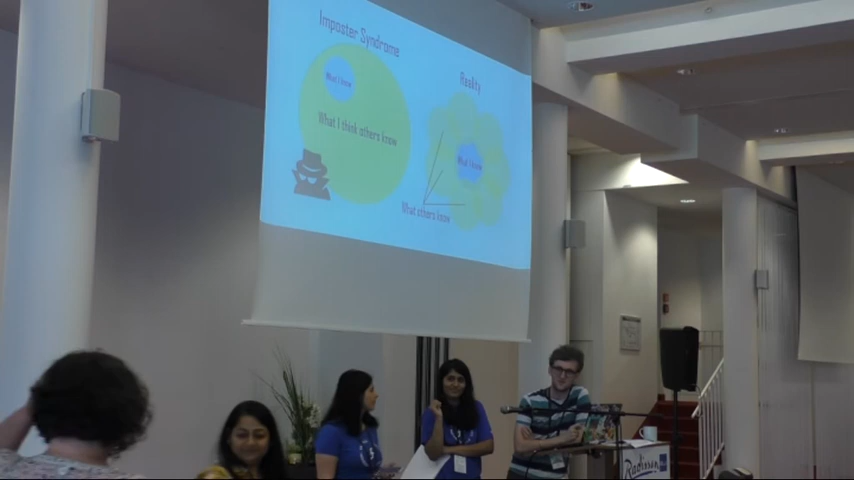 Imposter Syndrome
What I know
What I think others know
Reality
What I know
What others know
Radisson